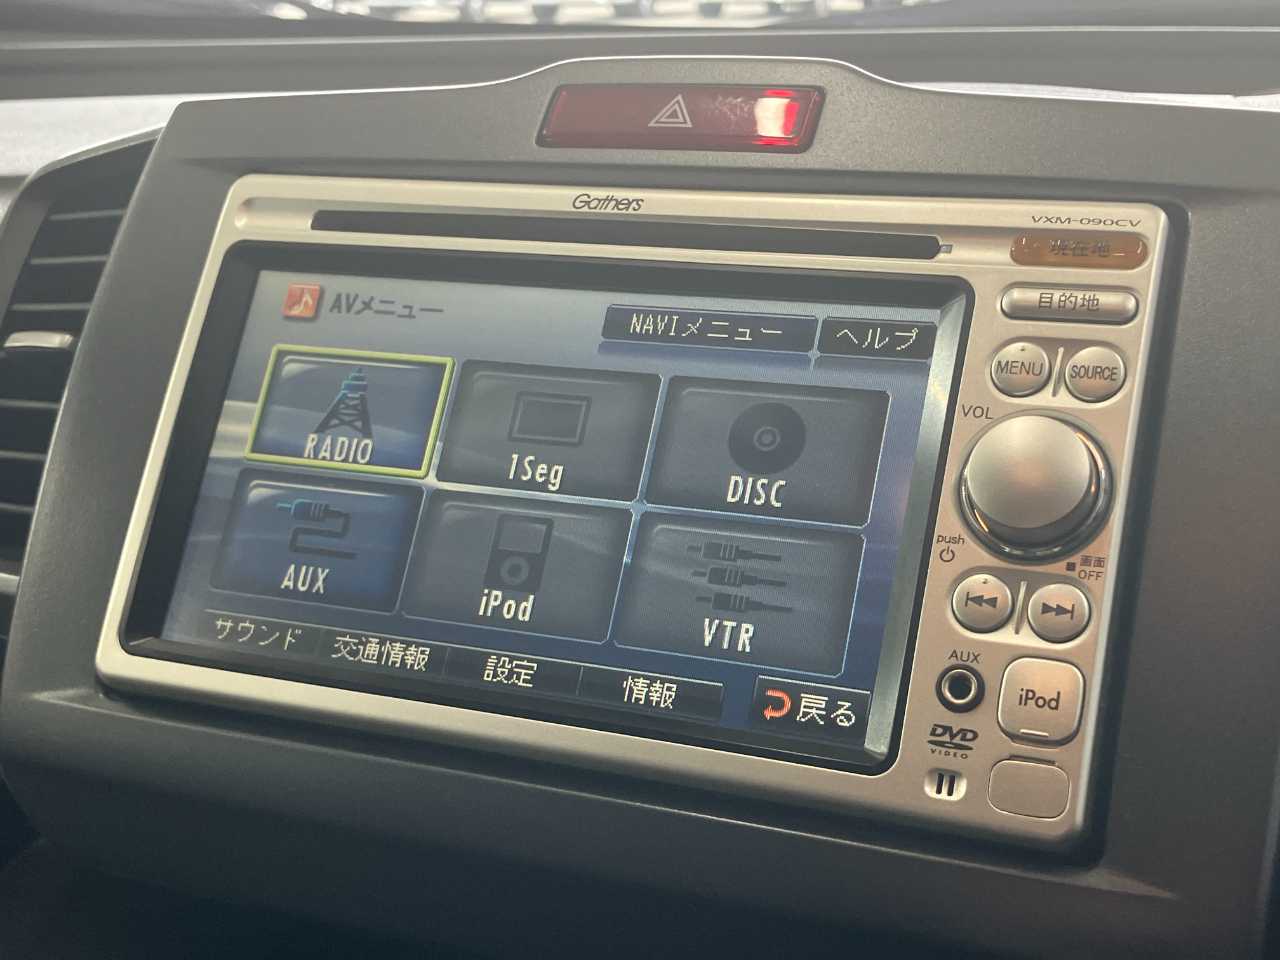 Gathers
VXM-090CV
現在地
目的地
MENU
SOURCE
VOL
push
画面
OFF
AUX
iPod
DVD
VIDEO
AVメニュー
NAVIメニュー
ヘルプ
RADIO
1Seg
DISC
AUX
iPod
VTR
サウンド
交通情報
設定
情報
戻る